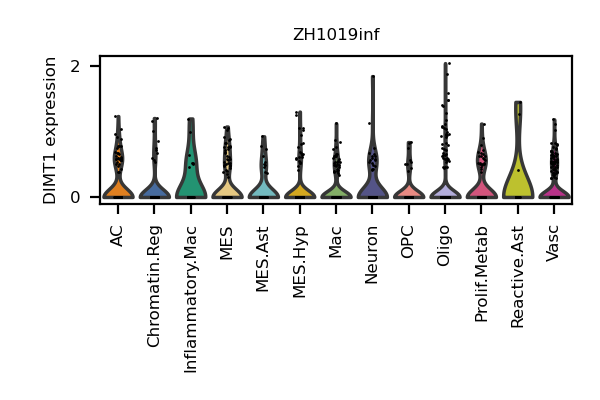 ZH1019inf
DIMT1 expression
2
0
AC
Chromatin.Reg
Inflammatory.Mac
MES
MES.Ast
MES.Hyp
Mac
Neuron
OPC
Oligo
Prolif.Metab
Reactive.Ast
Vasc